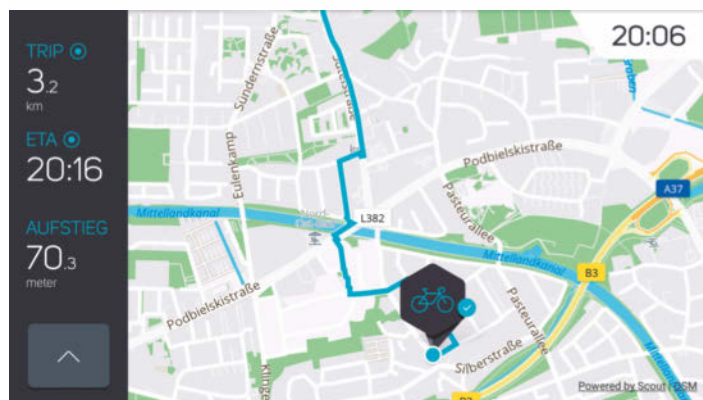 TRIP
3.2
km
ETA
20:16
AUFSTIEG
70.3
meter
20:06
Sündernstraße
Eulenkamp
Podbielskistraße
Pasteurallee
A37
Mittellandkanal
L382
Mittellandkanal
B3
Podbielskistraße
Pasteurallee
Silberstraße
Powered by Scout | OSM